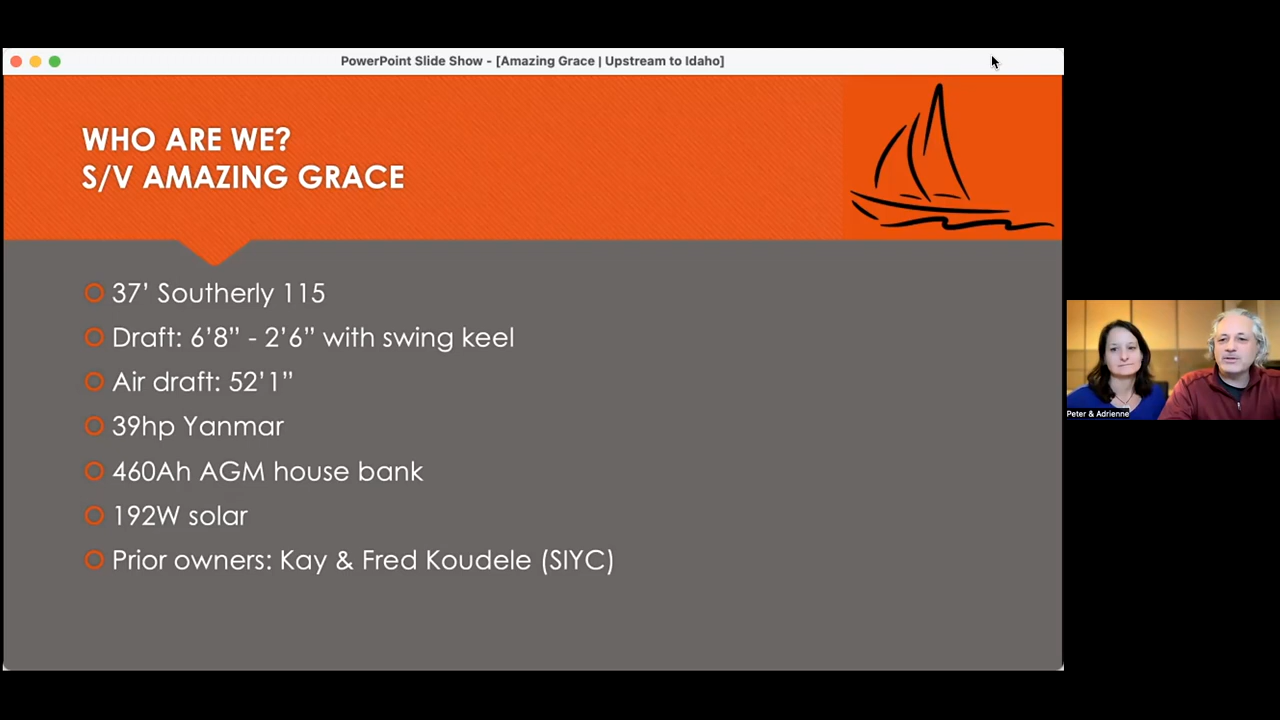 PowerPoint Slide Show - [Amazing Grace | Upstream to Idaho]
WHO ARE WE?
S/V AMAZING GRACE
37’ Southerly 115
Draft: 6’8” - 2’6” with swing keel
Air draft: 52’1”
39hp Yanmar
460Ah AGM house bank
192W solar
Prior owners: Kay & Fred Koudele (SIYC)
Peter & Adrienne